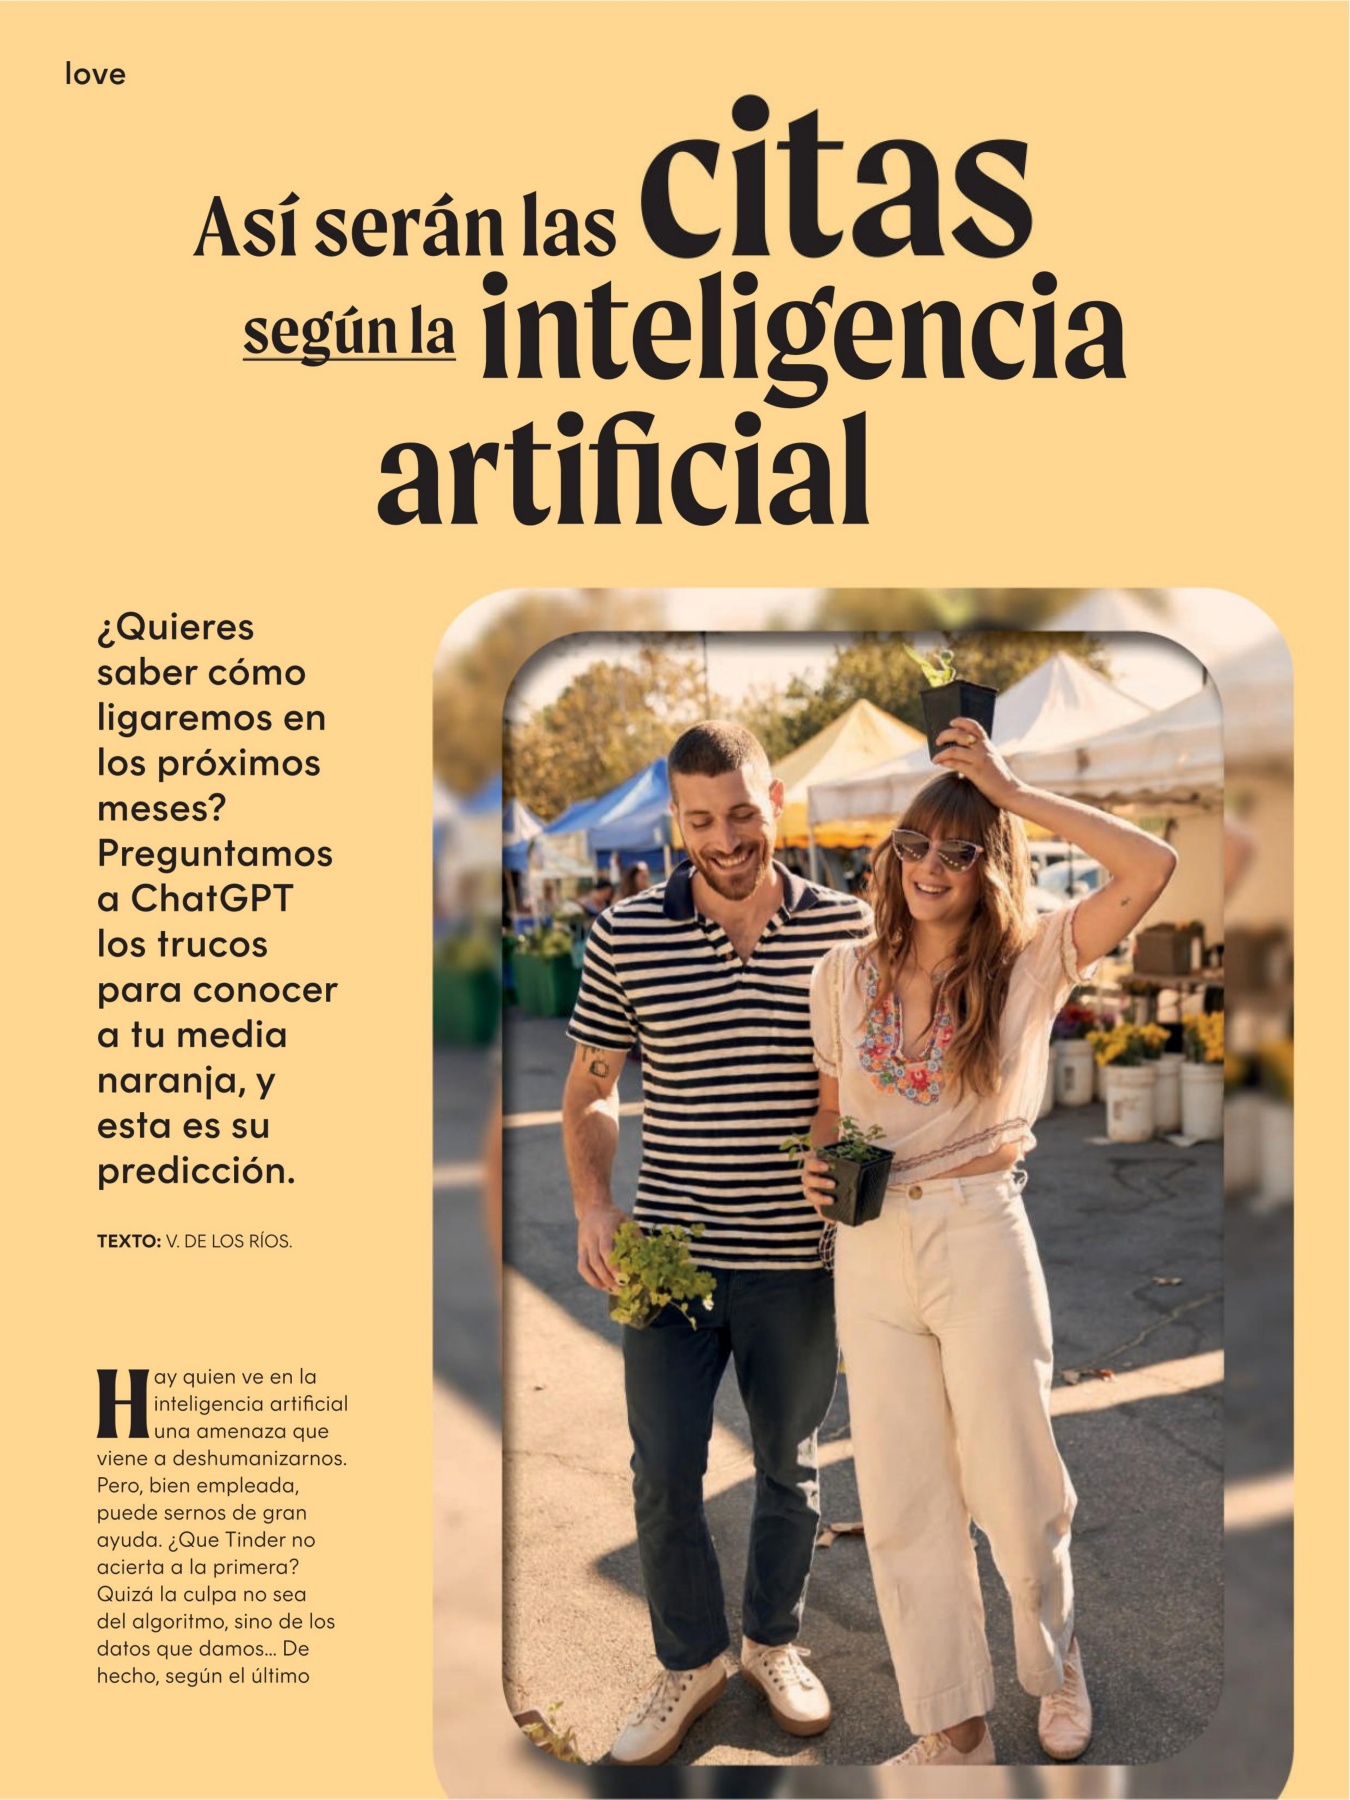 love
Así serán las citas
según la inteligencia
artificial
¿Quieres
saber cómo
ligaremos en
los próximos
meses?
Preguntamos
a ChatGPT
los trucos
para conocer
a tu media
naranja, y
esta es su
predicción.
TEXTO: V. DE LOS RÍOS.
Hay quien ve en la
inteligencia artificial
una amenaza que
viene a deshumanizarnos.
Pero, bien empleada,
puede sernos de gran
ayuda. ¿Que Tinder no
acierta a la primera?
Quizá la culpa no sea
del algoritmo, sino de los
datos que damos... De
hecho, según el último